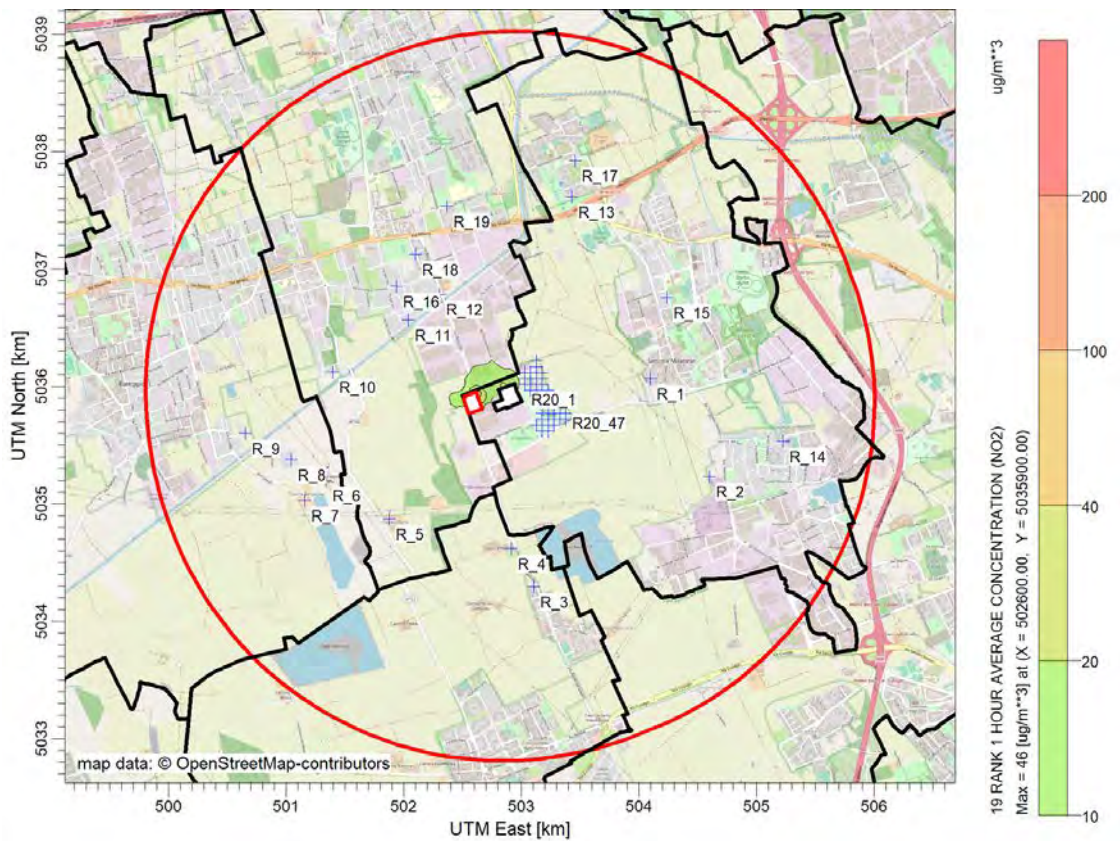 5039
5038
5037
5036
5035
5034
5033
UTM North [km]
R_17
R_13
R_19
R_18
R_16
R_12
R_15
R_11
R_10
R20_1
R_1
R20_47
R_9
R_14
R_8
R_2
R_6
R_7
R_5
R_4
R_3
map data: © OpenStreetMap-contributors
500 501 502 503 504 505 506
UTM East [km]
ug/m**3
200
100
40
20
10
19 RANK 1 HOUR AVERAGE CONCENTRATION (NO2)
Max = 46 [ug/m**3] at (X = 502600.00, Y = 5035900.00)